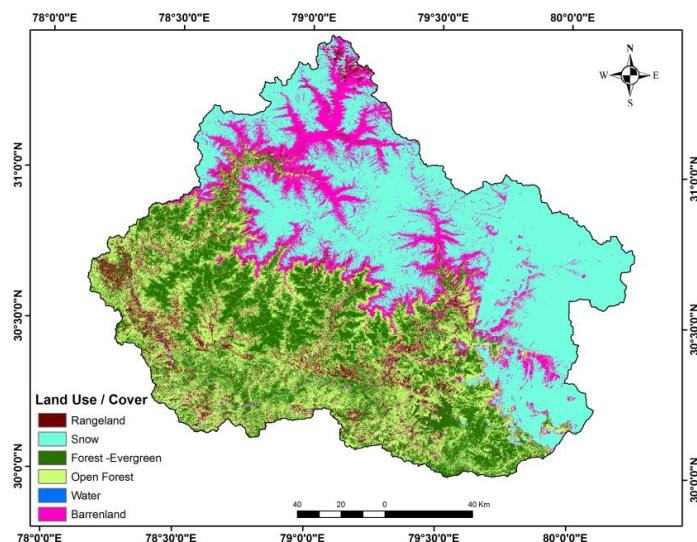 78°0'0"E 78°30'0"E 79°0'0"E 79°30'0"E 80°0'0"E
N
W E
S
31°0'0"N 31°0'0"N
30°30'0"N 30°30'0"N
30°0'0"N 30°0'0"N
Land Use / Cover
Rangeland
Snow
Forest -Evergreen
Open Forest
Water
Barrenland
40 20 0 40 Km
78°0'0"E 78°30'0"E 79°0'0"E 79°30'0"E 80°0'0"E